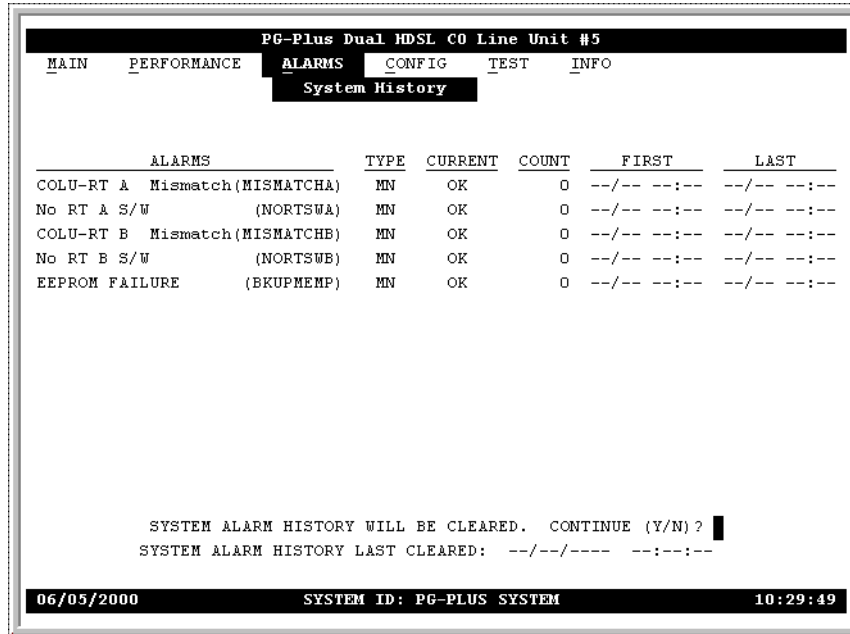 PG-Plus Dual HDSL CO Line Unit #5
MAIN PERFORMANCE ALARMS CONFIG TEST INFO
System History
ALARMS TYPE CURRENT COUNT FIRST LAST
COLU-RT A Mismatch(MISMATCHA) MN OK 0 --/-- --:-- --/-- --:--
No RT A S/W (NORTSWA) MN OK 0 --/-- --:-- --/-- --:--
COLU-RT B Mismatch(MISMATCHB) MN OK 0 --/-- --:-- --/-- --:--
No RT B S/W (NORTSWB) MN OK 0 --/-- --:-- --/-- --:--
EEPROM FAILURE (BKUPMEMP) MN OK 0 --/-- --:-- --/-- --:--
SYSTEM ALARM HISTORY WILL BE CLEARED. CONTINUE (Y/N)?
SYSTEM ALARM HISTORY LAST CLEARED: --/--/---- --:--:--
06/05/2000 SYSTEM ID: PG-PLUS SYSTEM 10:29:49